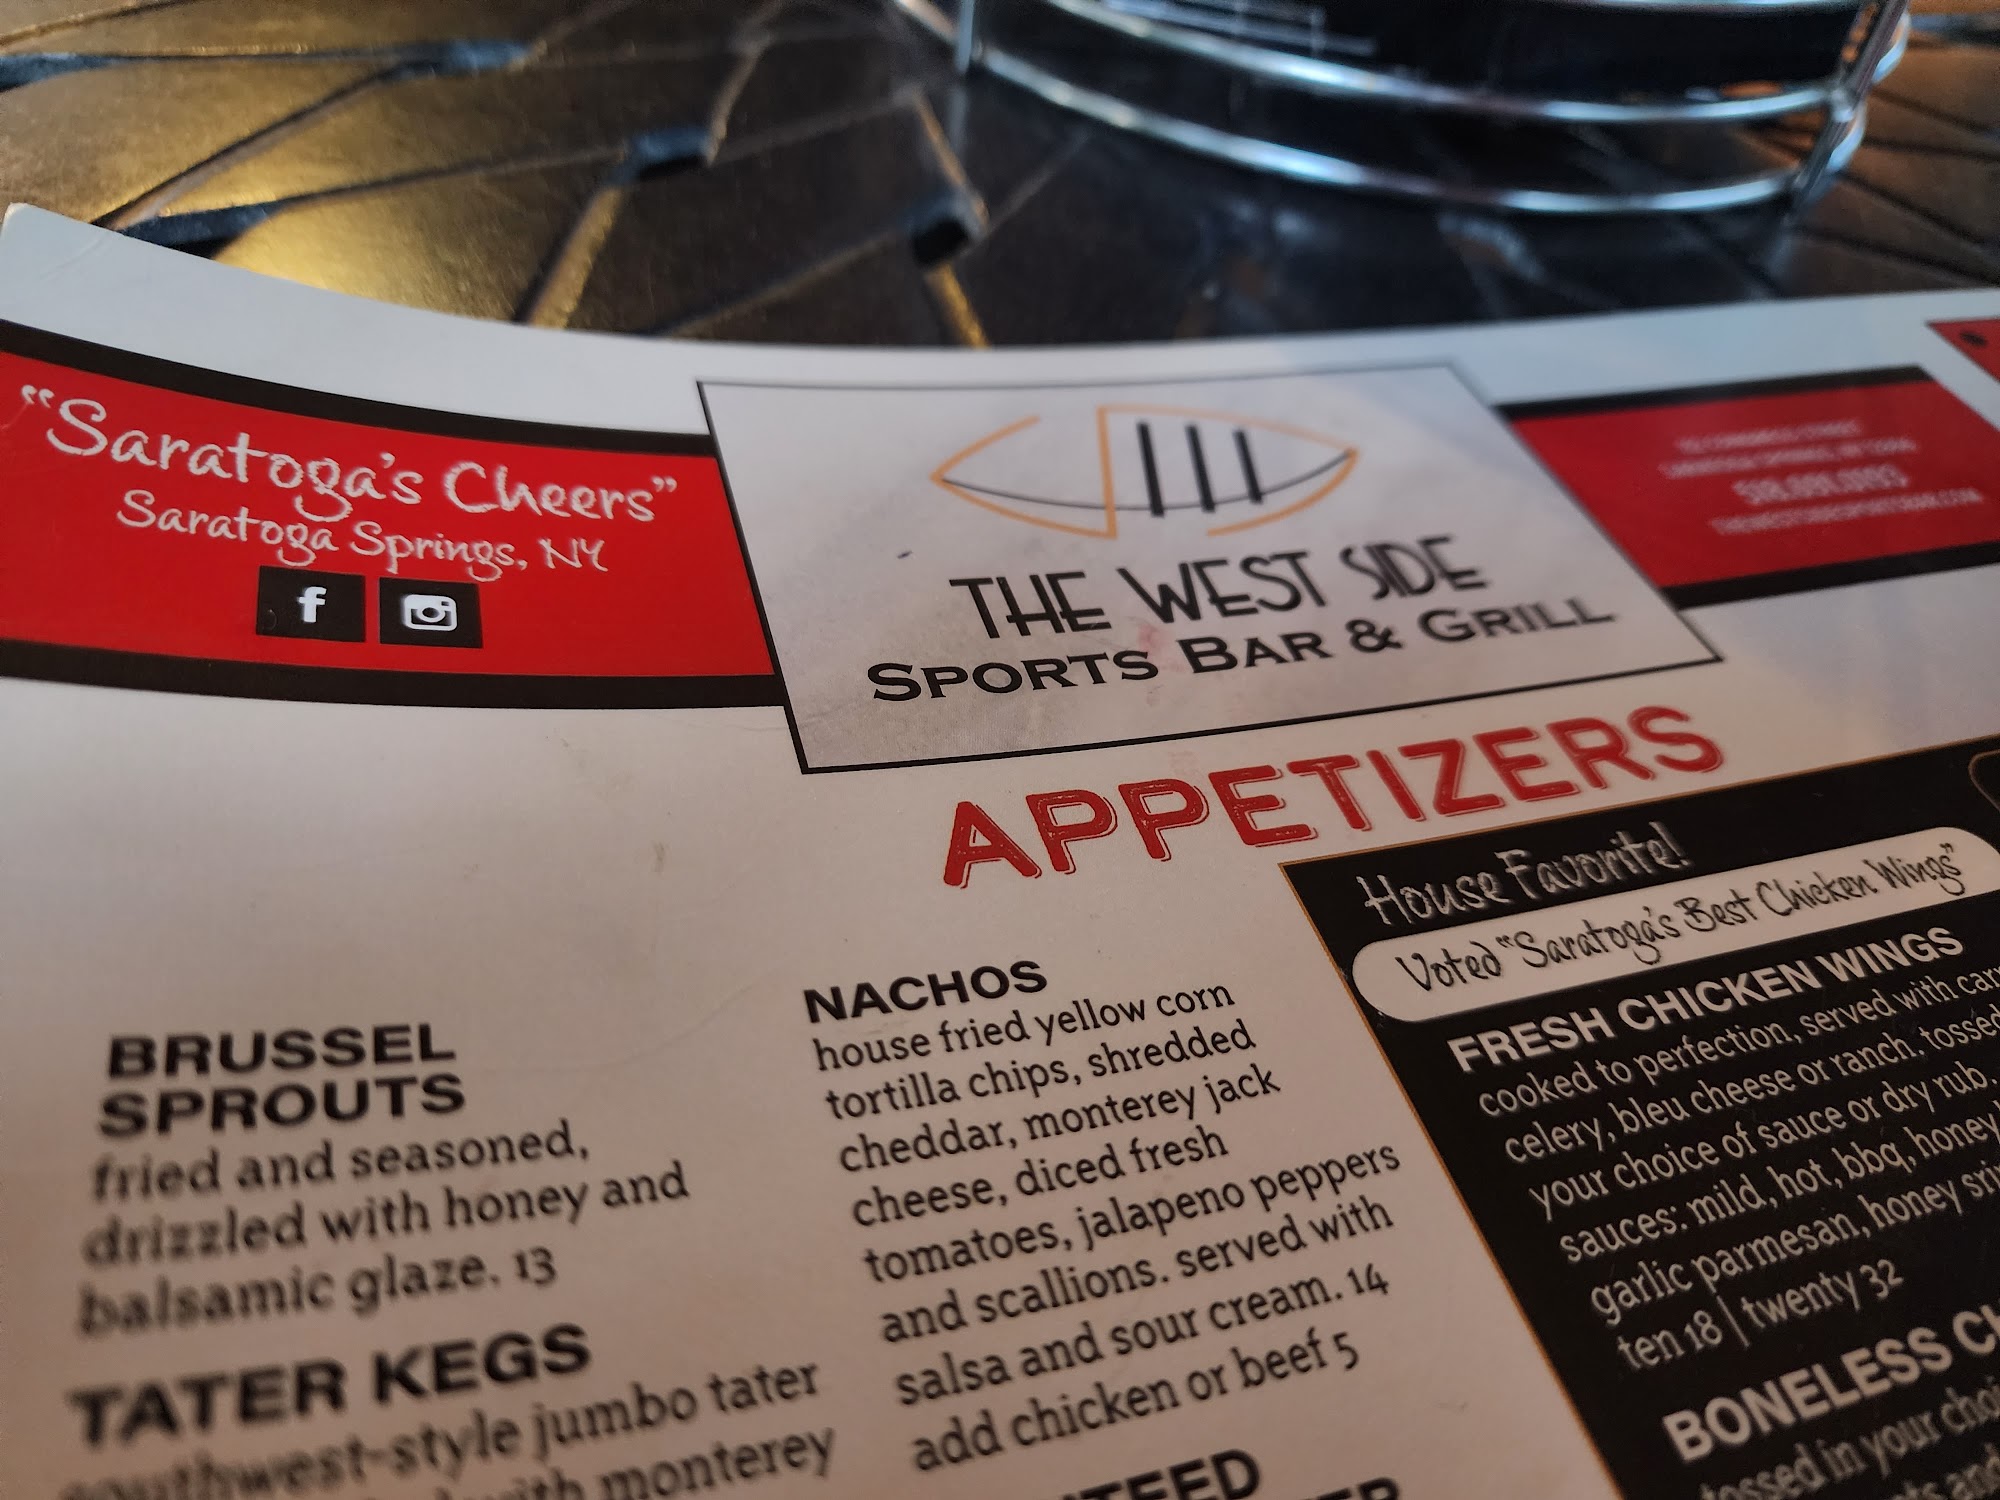 "Saratoga's Cheers"
Saratoga Springs, NY
f
THE WEST SIDE
SPORTS BAR & GRILL
APPETIZERS
BRUSSEL
SPROUTS
fried and seasoned,
drizzled with honey and
balsamic glaze. 13
TATER KEGS
southwest-style jumbo tater
with monterey
NACHOS
house fried yellow corn
tortilla chips, shredded
cheddar, monterey jack
cheese, diced fresh
tomatoes, jalapeno peppers
and scallions. served with
salsa and sour cream. 14
add chicken or beef 5
House Favorite!
Voted "Saratoga's Best Chicken Wings"
FRESH CHICKEN WINGS
cooked to perfection, served with
celery, bleu cheese or ranch. tossed
your choice of sauce or dry rub.
sauces: mild, hot, bbq, honey
garlic parmesan, honey
ten 18 | twenty 32
BONELESS
tossed in your